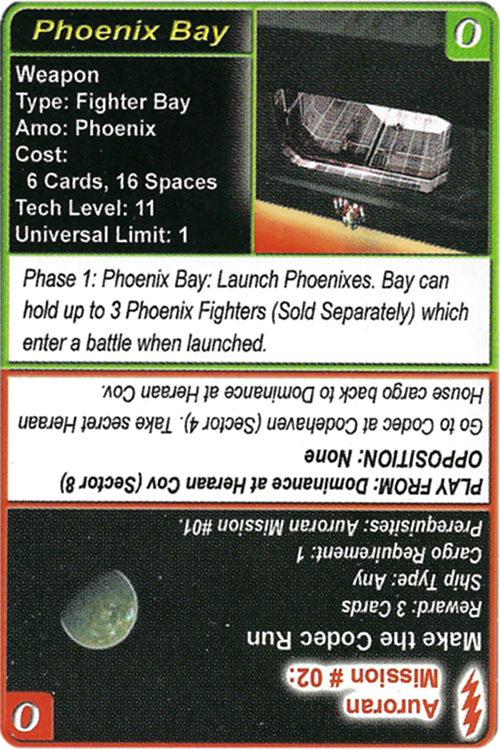 Phoenix Bay
0
Weapon
Type: Fighter Bay
Amo: Phoenix
Cost:
6 Cards, 16 Spaces
Tech Level: 11
Universal Limit: 1
Phase 1: Phoenix Bay: Launch Phoenixes. Bay can
hold up to 3 Phoenix Fighters (Sold Separately) which
enter a battle when launched.
Auroran
Mission # 02:
0
Make the Codec Run
Reward: 3 Cards
Ship Type: Any
Cargo Requirement: 1
Prerequisites: Auroran Mission #01.
PLAY FROM: Dominance at Heraan Cov (Sector 8)
OPPOSITION: None
Go to Codec at Codehaven (Sector 4). Take secret Heraan
House cargo back to Dominance at Heraan Cov.